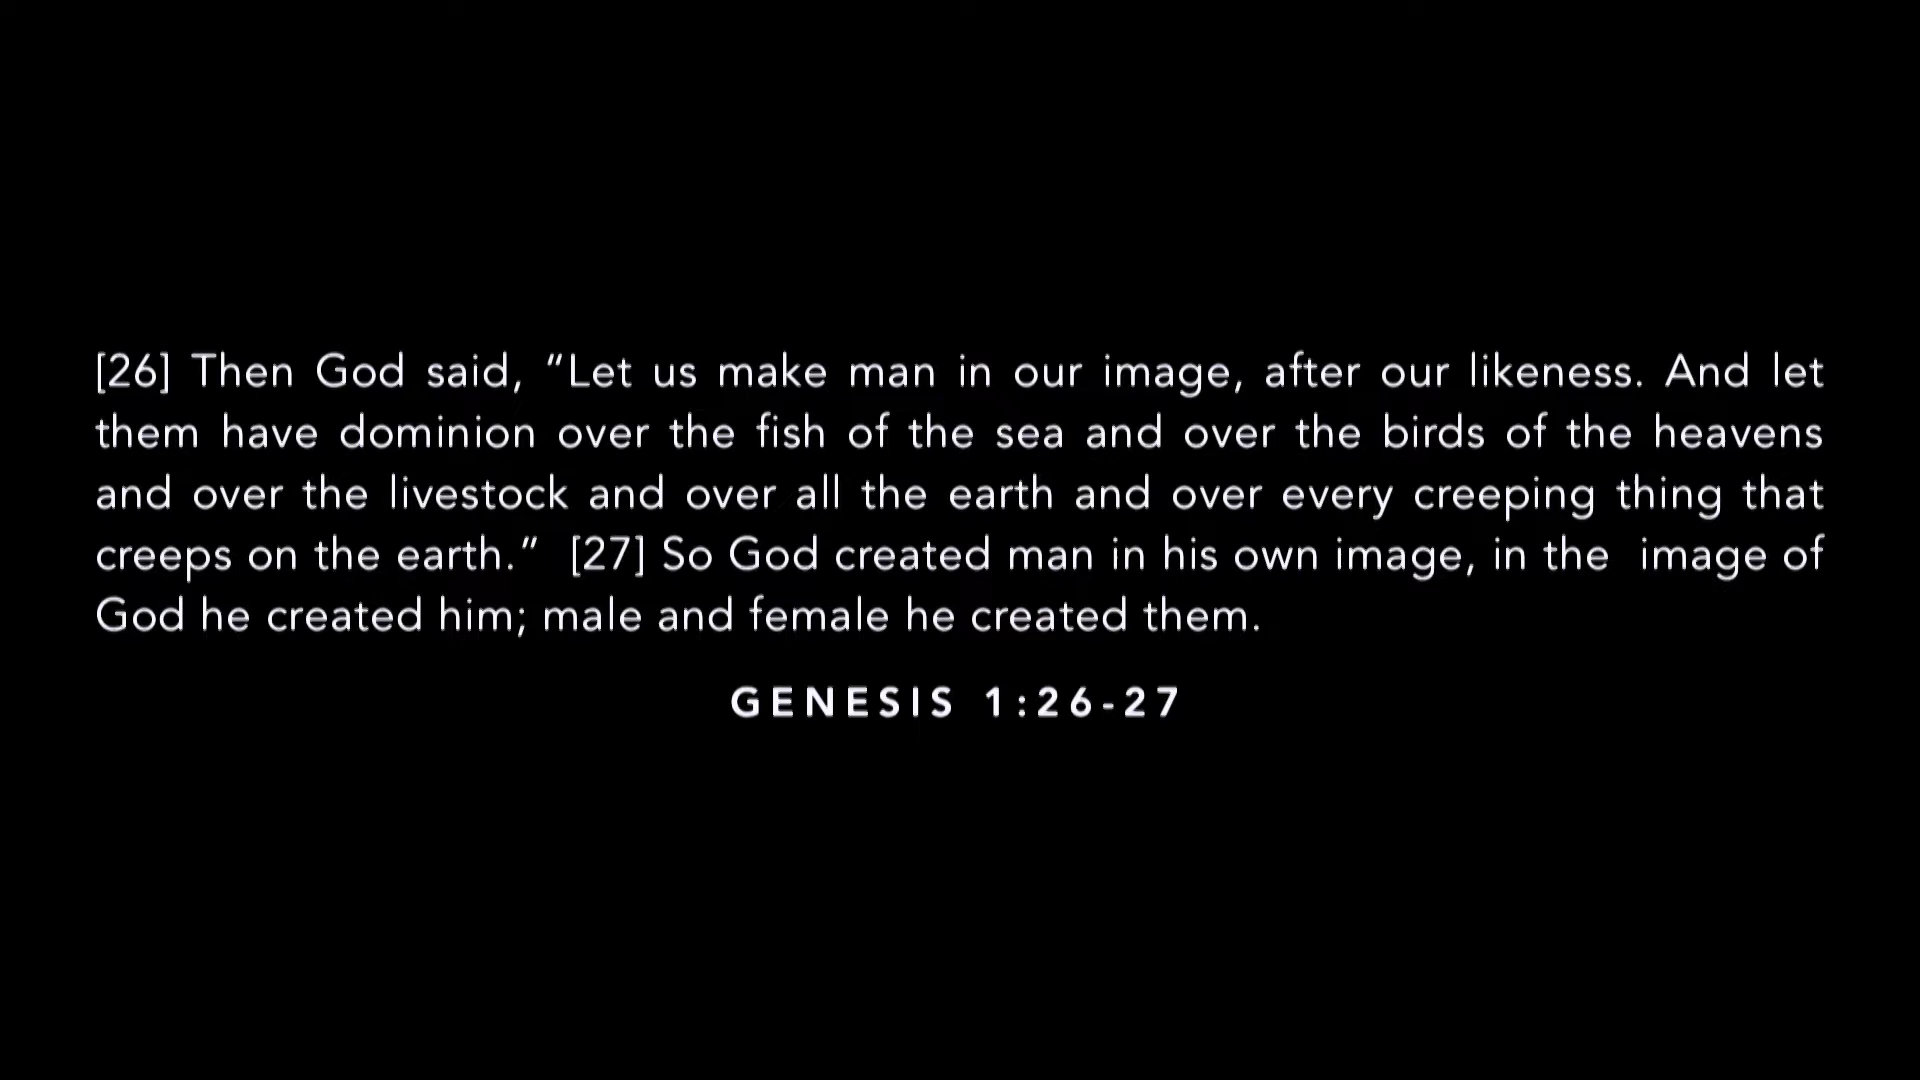 [26] Then God said, “Let us make man in our image, after our likeness. And let
them have dominion over the fish of the sea and over the birds of the heavens
and over the livestock and over all the earth and over every creeping thing that
creeps on the earth.”  [27] So God created man in his own image, in the  image of
God he created him; male and female he created them.
GENESIS 1:26-27